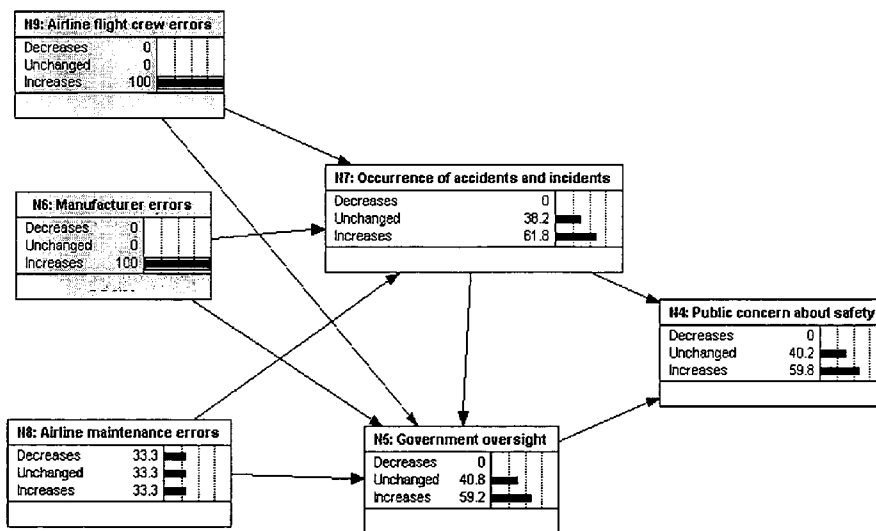 N9: Airline flight crew errors
Decreases 0
Unchanged 0
Increases 100
N7: Occurrence of accidents and incidents
Decreases 0
Unchanged 38.2
Increases 61.8
N6: Manufacturer errors
Decreases 0
Unchanged 0
Increases 100
N4: Public concern about safety
Decreases 0
Unchanged 40.2
Increases 59.8
N8: Airline maintenance errors
Decreases 33.3
Unchanged 33.3
Increases 33.3
N5: Government oversight
Decreases 0
Unchanged 40.8
Increases 59.2